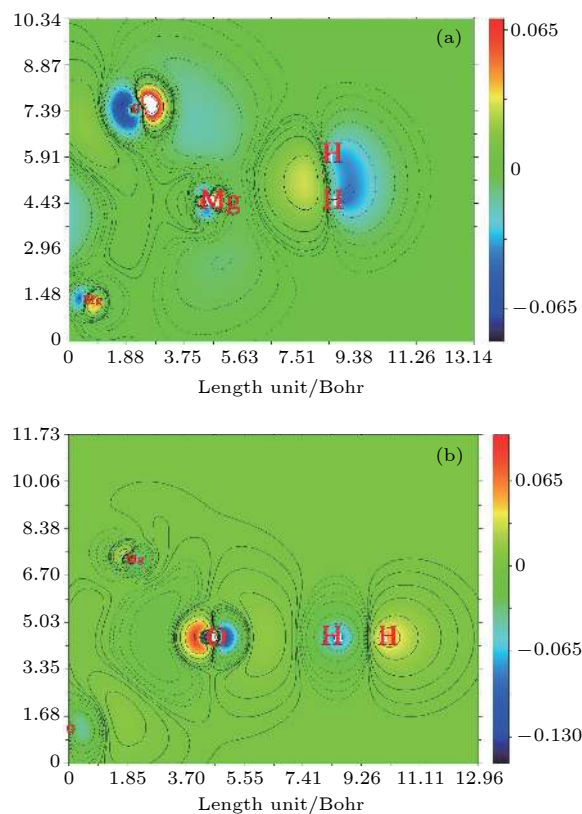 (a)
10.34
8.87
7.39
5.91
4.43
2.96
1.48
0
H
Mg
H
Mg
0.065
0
−0.065
0 1.88 3.75 5.63 7.51 9.38 11.26 13.14
Length unit/Bohr
(b)
11.73
10.06
8.38
6.70
5.03
3.35
1.68
0
H H
0.065
0
−0.065
−0.130
0 1.85 3.70 5.55 7.41 9.26 11.11 12.96
Length unit/Bohr